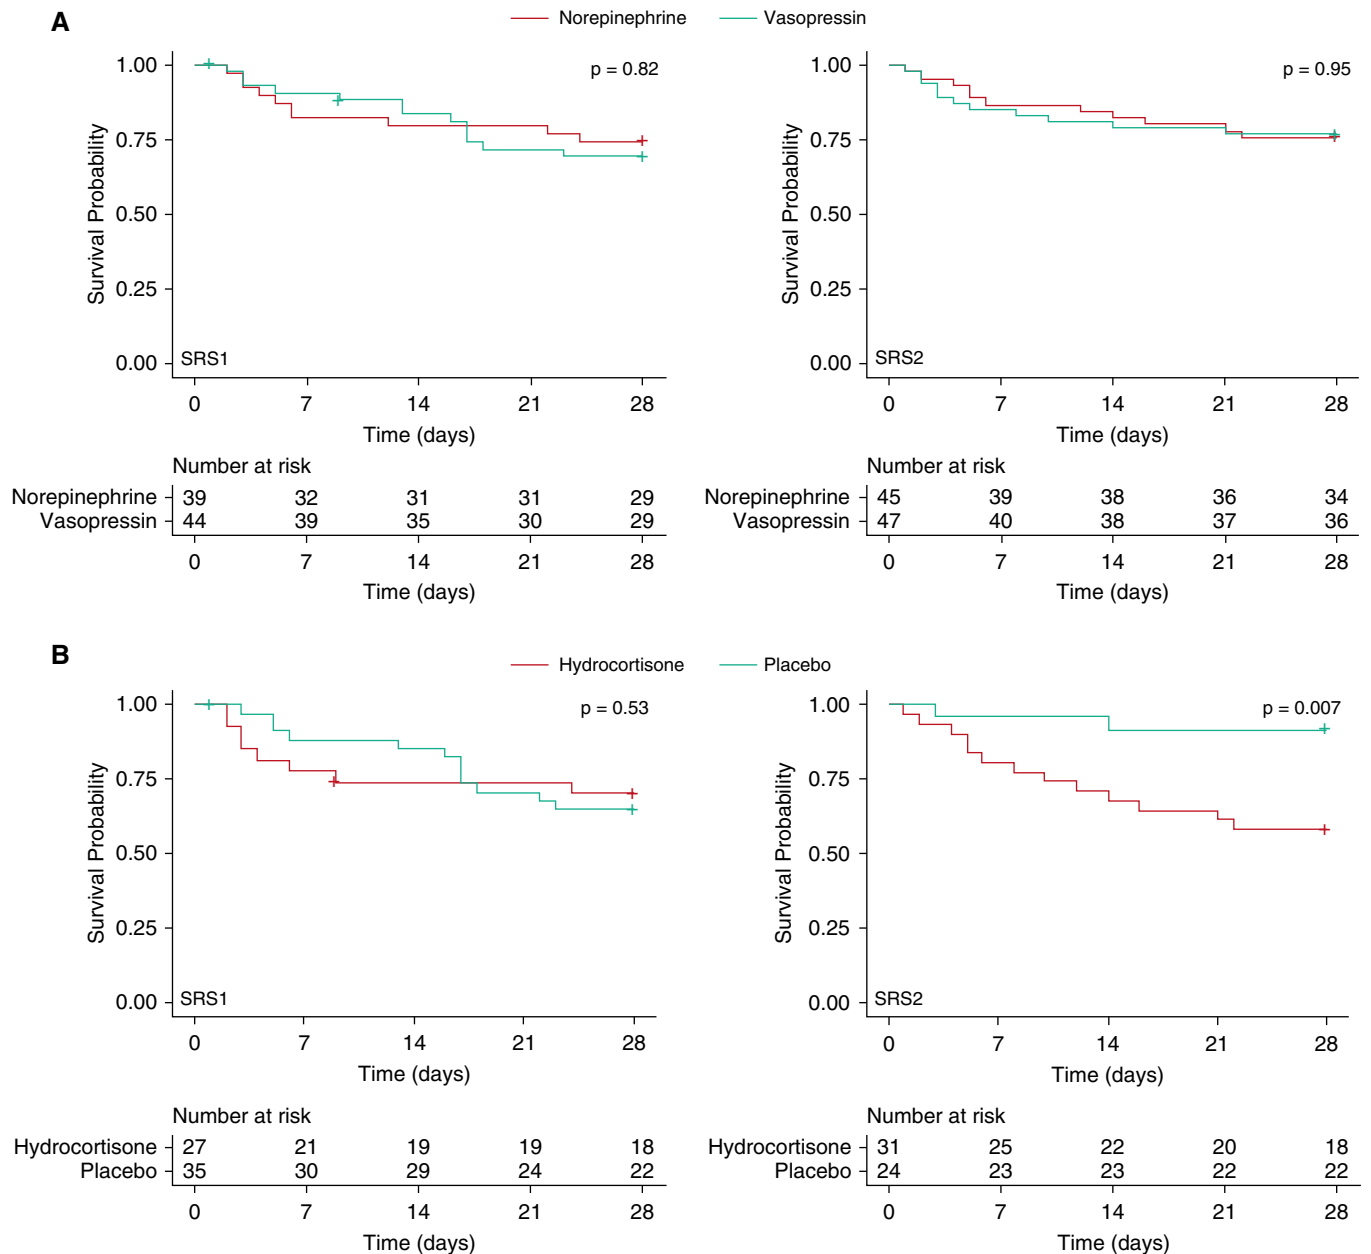 A
Norepinephrine Vasopressin
1.00
0.75
0.50
0.25
0.00
Survival Probability
p = 0.82
SRS1
0 7 14 21 28
Time (days)
Number at risk
Norepinephrine 39 32 31 31 29
Vasopressin 44 39 35 30 29
0 7 14 21 28
Time (days)
1.00
0.75
0.50
0.25
0.00
Survival Probability
p = 0.95
SRS2
0 7 14 21 28
Time (days)
Number at risk
Norepinephrine 45 39 38 36 34
Vasopressin 47 40 38 37 36
0 7 14 21 28
Time (days)
B
Hydrocortisone Placebo
1.00
0.75
0.50
0.25
0.00
Survival Probability
p = 0.53
SRS1
0 7 14 21 28
Time (days)
Number at risk
Hydrocortisone 27 21 19 19 18
Placebo 35 30 29 24 22
0 7 14 21 28
Time (days)
1.00
0.75
0.50
0.25
0.00
Survival Probability
p = 0.007
SRS2
0 7 14 21 28
Time (days)
Number at risk
Hydrocortisone 31 25 22 20 18
Placebo 24 23 23 22 22
0 7 14 21 28
Time (days)